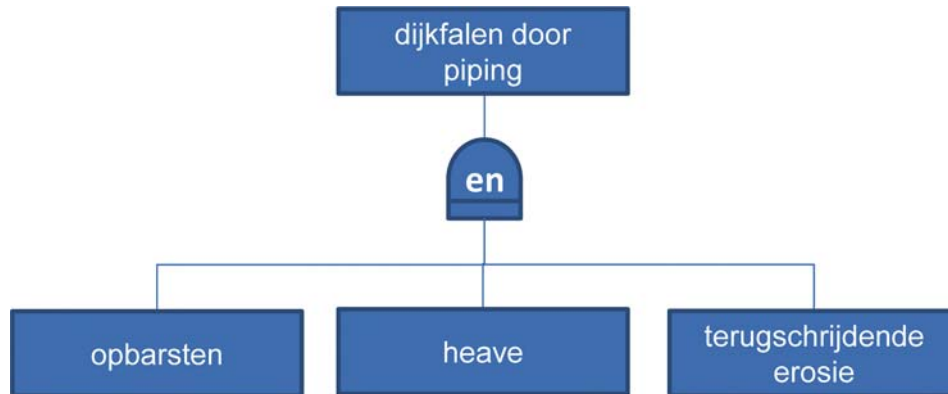 dijkfalen door
piping
en
opbarsten
heave
terugschrijdende
erosie